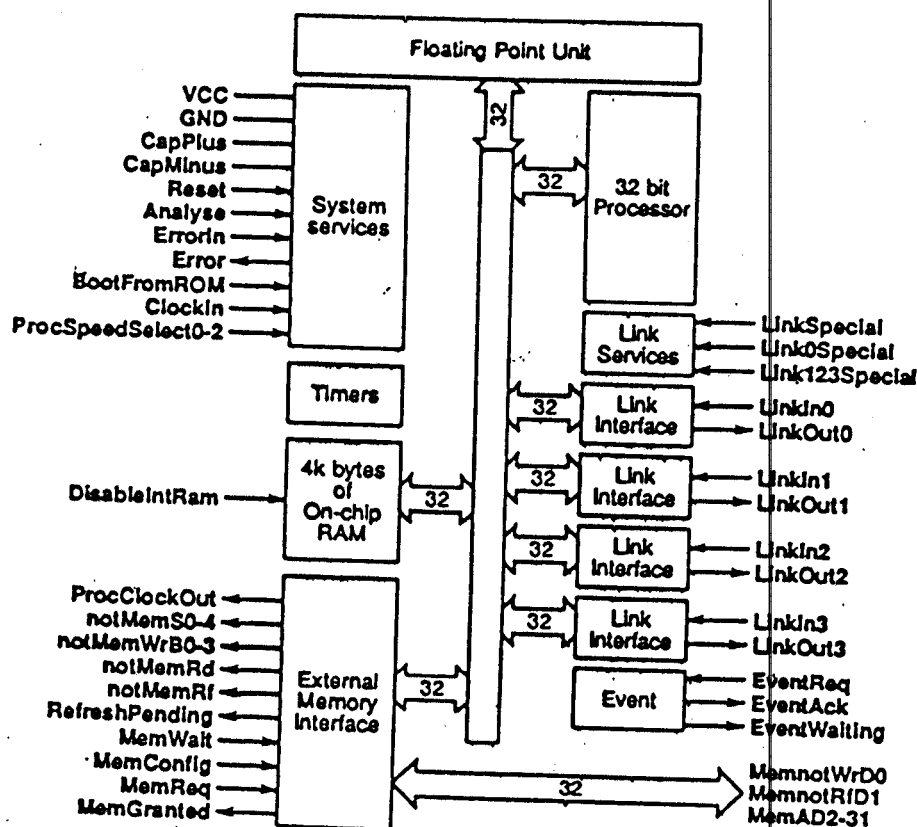 Floating Point Unit
VCC
GND
CapPlus
CapMinus
Reset
Analyse
ErrorIn
Error
BootFromROM
ClockIn
ProcSpeedSelect0-2
System
services
32
32
32 bit
Processor
Link
Services
LinkSpecial
Link0Special
Link123Special
Timers
32
Link
Interface
LinkIn0
LinkOut0
DisableIntRam
4k bytes
of
On-chip
RAM
32
32
Link
Interface
LinkIn1
LinkOut1
32
Link
Interface
LinkIn2
LinkOut2
32
Link
Interface
LinkIn3
LinkOut3
ProcClockOut
notMemS0-4
notMemWrB0-3
notMemRd
notMemRf
RefreshPending
MemWait
MemConfig
MemReq
MemGranted
External
Memory
Interface
32
Event
EventReq
EventAck
EventWaiting
32
MemnotWrD0
MemnotRfD1
MemAD2-31